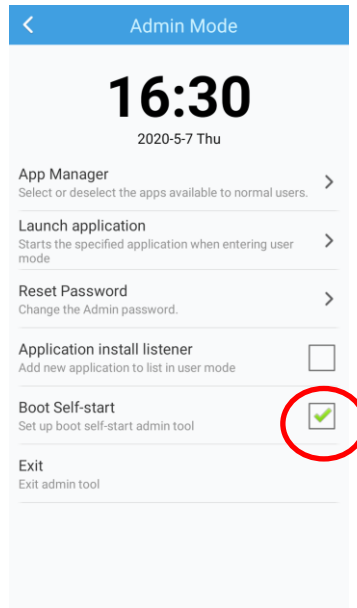 Admin Mode
16:30
2020-5-7 Thu
App Manager
Select or deselect the apps available to normal users.
Launch application
Starts the specified application when entering user
mode
Reset Password
Change the Admin password.
Application install listener
Add new application to list in user mode
Boot Self-start
Set up boot self-start admin tool
Exit
Exit admin tool